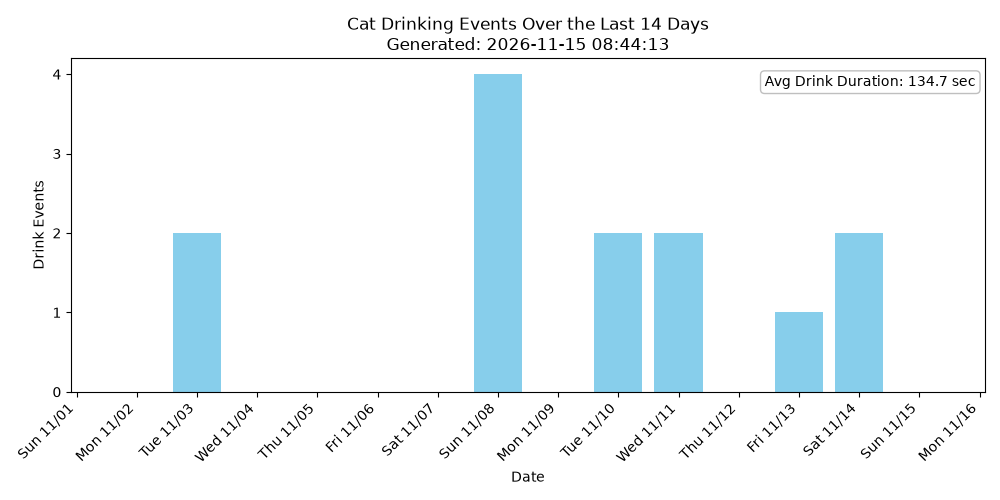 Cat Drinking Events Over the Last 14 Days
Generated: 2026-11-15 08:44:13
Avg Drink Duration: 134.7 sec
Drink Events
4
3
2
1
0
Sun 11/01
Mon 11/02
Tue 11/03
Wed 11/04
Thu 11/05
Fri 11/06
Sat 11/07
Sun 11/08
Mon 11/09
Tue 11/10
Wed 11/11
Thu 11/12
Fri 11/13
Sat 11/14
Sun 11/15
Mon 11/16
Date